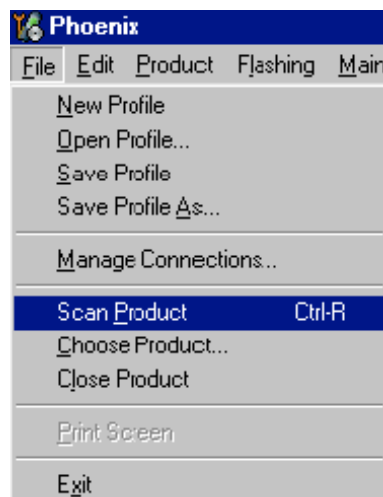 Phoenix
File Edit Product Flashing Main
New Profile
Open Profile...
Save Profile
Save Profile As...
Manage Connections...
Scan Product Ctrl-R
Choose Product...
Close Product
Print Screen
Exit